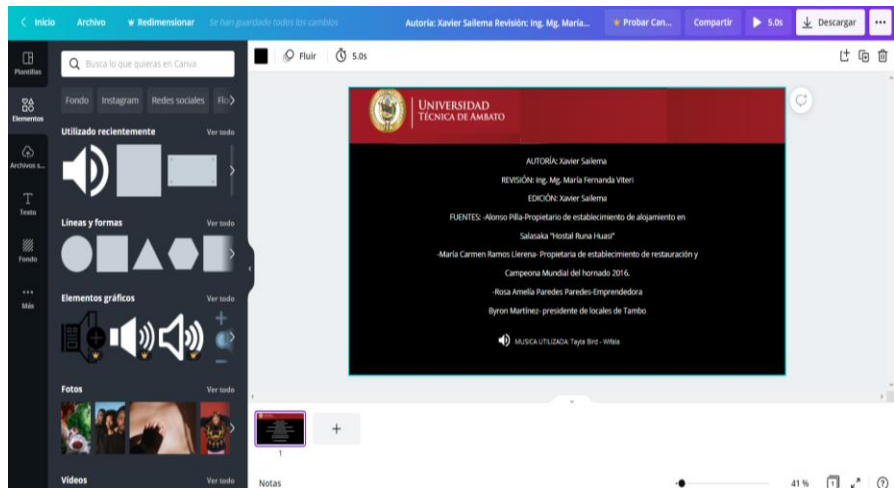 Inicio Archivo Redimensionar Se han guardado todos los cambios Autoría: Xavier Sailema Revisión: Ing. Mg. María... Probar Can... Compartir 5.0s Descargar
Plantillas
Elementos
Archivos s...
Texto
Fondo
Más
Busca lo que quieras en Canva
Fondo Instagram Redes sociales Flo
Utilizado recientemente Ver todo
Líneas y formas Ver todo
Elementos gráficos Ver todo
Fotos Ver todo
Vídeos Ver todo
Fluir 5.0s
UNIVERSIDAD
TÉCNICA DE AMBATO
AUTORÍA: Xavier Sailema
REVISIÓN: Ing. Mg. María Fernanda Viteri
EDICIÓN: Xavier Sailema
FUENTES: -Alonso Pilla-Propietario de establecimiento de alojamiento en
Salasaka "Hostal Runa Huasi"
-María Carmen Ramos Llerena- Propietaria de establecimiento de restauración y
Campeona Mundial del hornado 2016.
-Rosa Amelia Paredes Paredes-Emprendedora
Byron Martínez- presidente de locales de Tambo
MUSICA UTILIZADA: Tayta Bird - Wifala
1
Notas
41 %
1